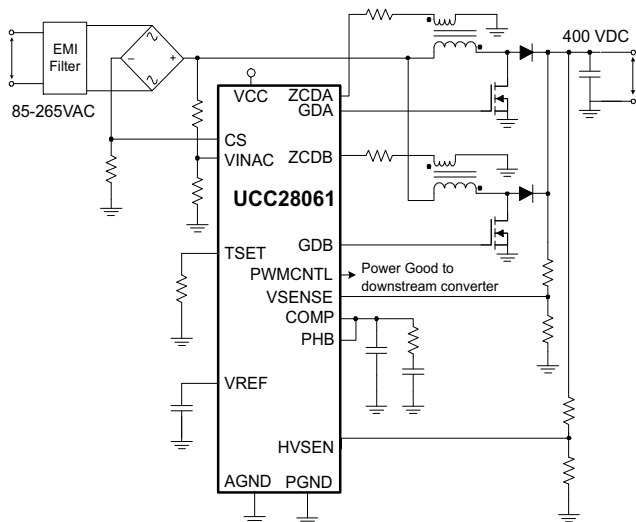 400 VDC
EMI
Filter
85-265VAC
VCC
ZCDA
GDA
CS
VINAC
ZCDB
UCC28061
TSET
GDB
PWMCNTL
Power Good to
downstream converter
VSENSE
COMP
PHB
VREF
HVSEN
AGND
PGND